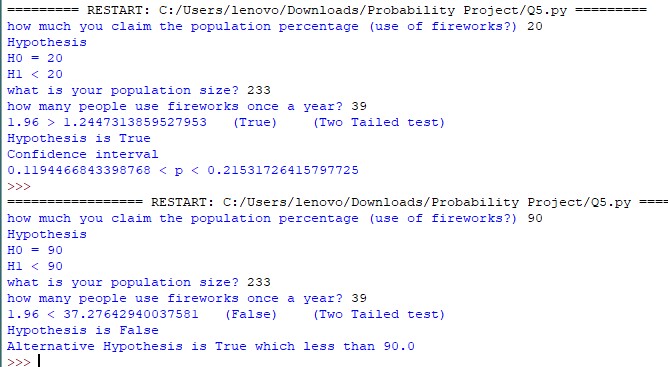 ========= RESTART: C:/Users/lenovo/Downloads/Probability Project/Q5.py =========
how much you claim the population percentage (use of fireworks?) 20
Hypothesis
H0 = 20
H1 < 20
what is your population size? 233
how many people use fireworks once a year? 39
1.96 > 1.2447313859527953   (True)    (Two Tailed test)
Hypothesis is True
Confidence interval
0.1194466843398768 < p < 0.21531726415797725
>>>
================= RESTART: C:/Users/lenovo/Downloads/Probability Project/Q5.py ====
how much you claim the population percentage (use of fireworks?) 90
Hypothesis
H0 = 90
H1 < 90
what is your population size? 233
how many people use fireworks once a year? 39
1.96 < 37.27642940037581   (False)    (Two Tailed test)
Hypothesis is False
Alternative Hypothesis is True which less than 90.0
>>>